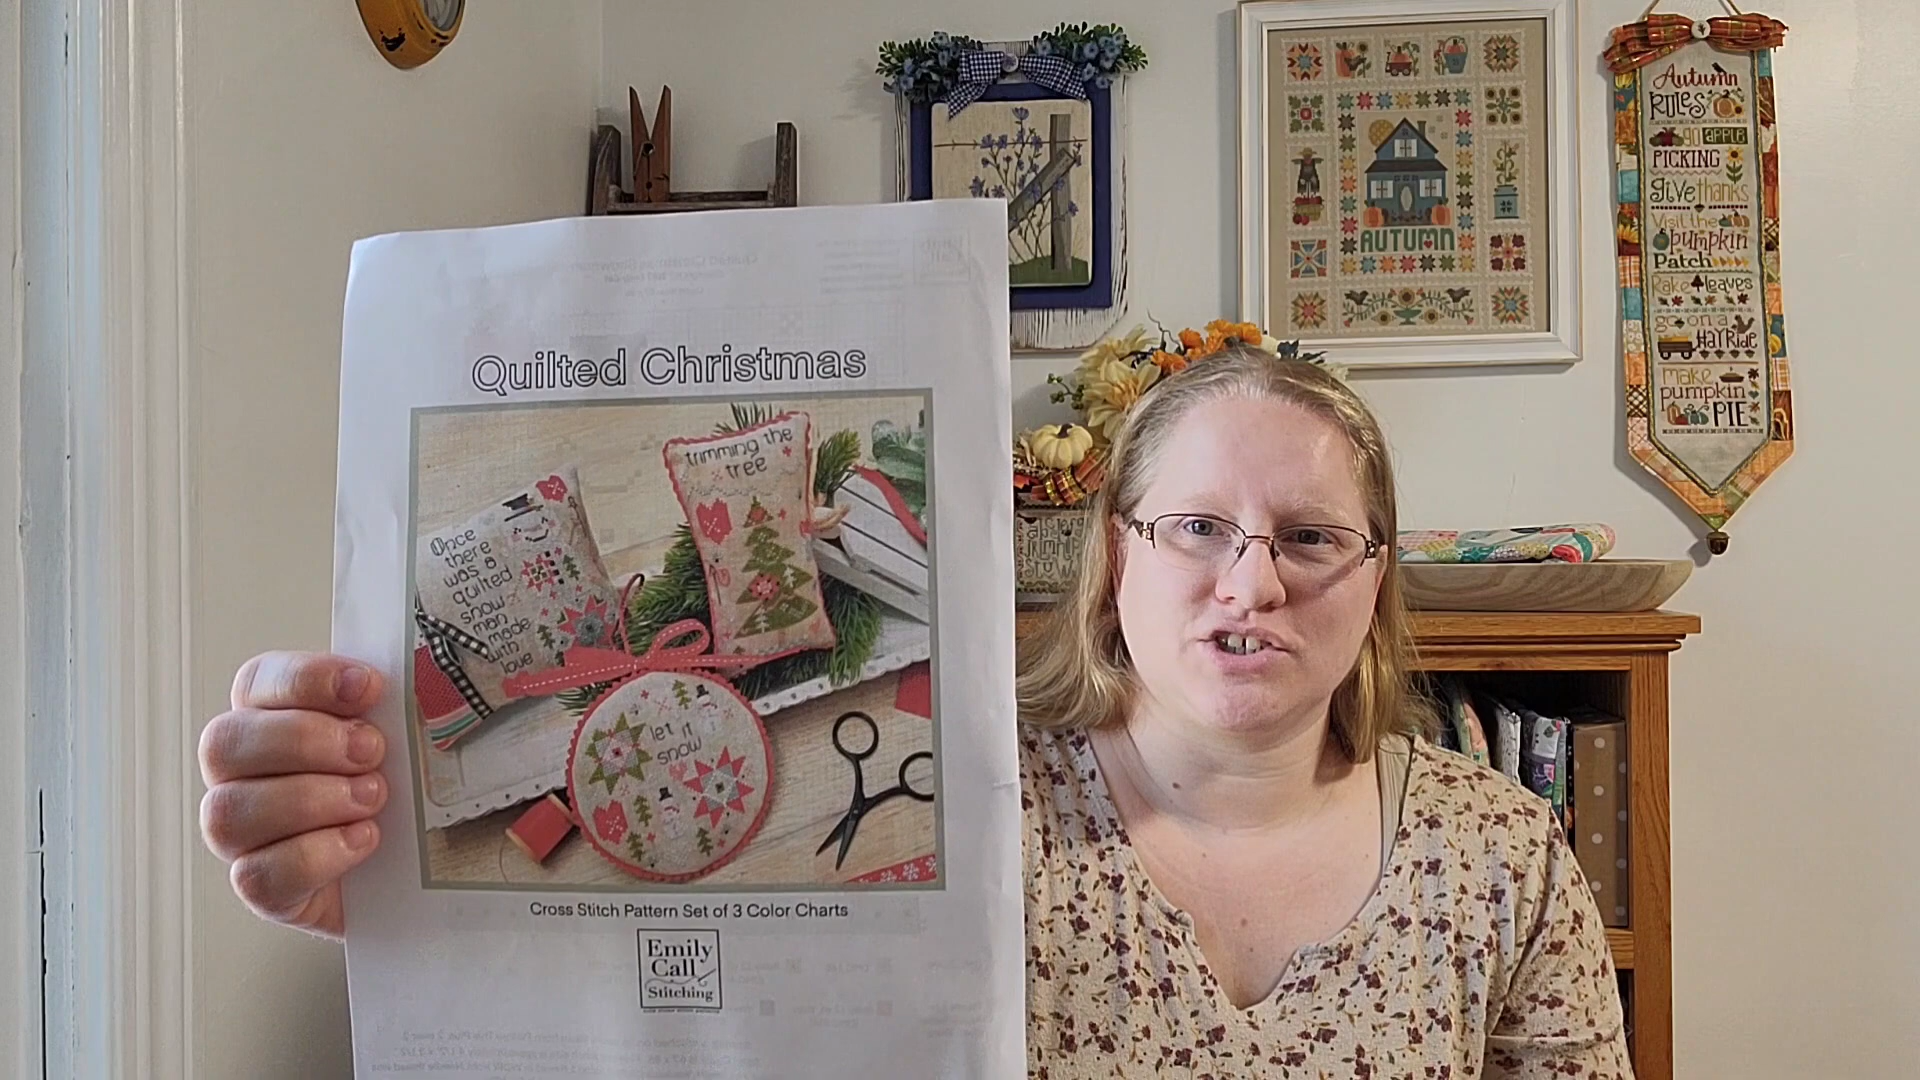 Quilted Christmas
Once
there
was a
quilted
snow
man
made
with
love
trimming the
tree
let it
snow
Cross Stitch Pattern Set of 3 Color Charts
Emily
Call
Stitching
AUTUMN
Autumn
RULES
go APPLE
PICKING
give thanks
Visit the
pumpkin
Patch
Rake leaves
go on a
HAYRide
make
pumpkin
PIE